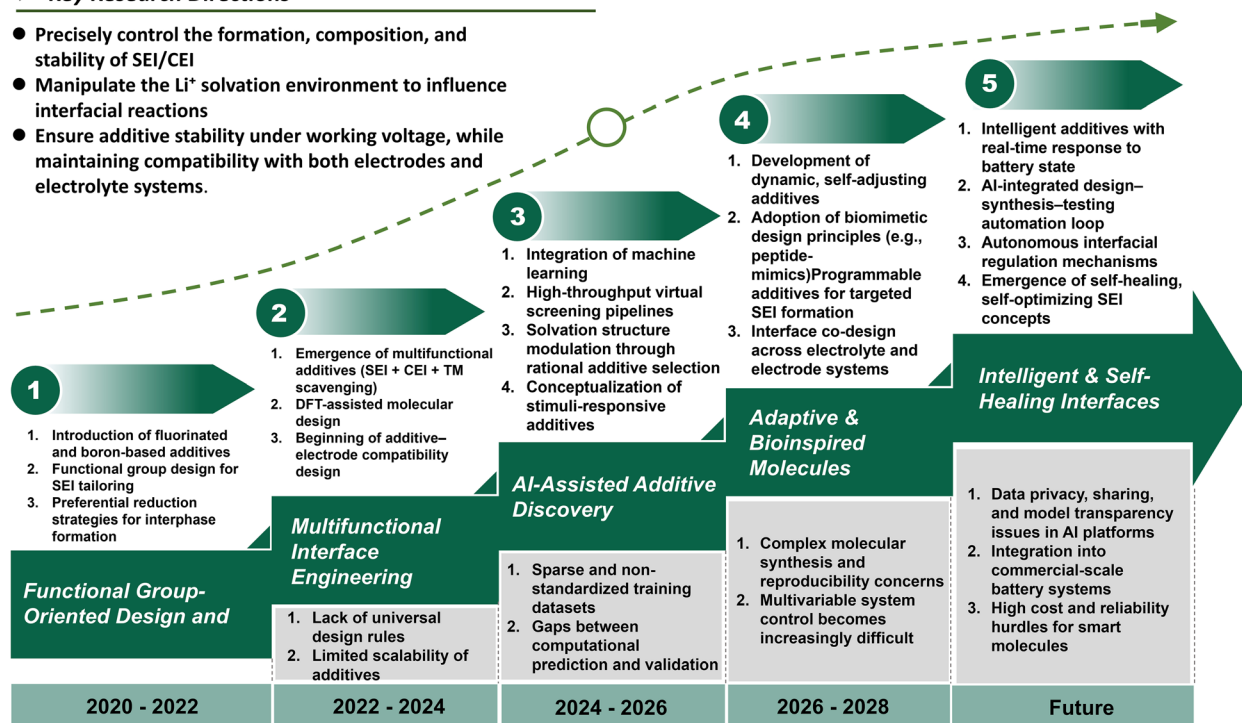 Key Research Directions
● Precisely control the formation, composition, and
stability of SEI/CEI
● Manipulate the Li⁺ solvation environment to influence
interfacial reactions
● Ensure additive stability under working voltage, while
maintaining compatibility with both electrodes and
electrolyte systems.
1
1. Introduction of fluorinated
and boron-based additives
2. Functional group design for
SEI tailoring
3. Preferential reduction
strategies for interphase
formation
Functional Group-
Oriented Design and
2020 - 2022
2
1. Emergence of multifunctional
additives (SEI + CEI + TM
scavenging)
2. DFT-assisted molecular
design
3. Beginning of additive–
electrode compatibility
design
Multifunctional
Interface
Engineering
1. Lack of universal
design rules
2. Limited scalability of
additives
2022 - 2024
3
1. Integration of machine
learning
2. High-throughput virtual
screening pipelines
3. Solvation structure
modulation through
rational additive selection
4. Conceptualization of
stimuli-responsive
additives
AI-Assisted Additive
Discovery
1. Sparse and non-
standardized training
datasets
2. Gaps between
computational
prediction and validation
2024 - 2026
4
1. Development of
dynamic, self-adjusting
additives
2. Adoption of biomimetic
design principles (e.g.,
peptide-
mimics)Programmable
additives for targeted
SEI formation
3. Interface co-design
across electrolyte and
electrode systems
Adaptive &
Bioinspired
Molecules
1. Complex molecular
synthesis and
reproducibility concerns
2. Multivariable system
control becomes
increasingly difficult
2026 - 2028
5
1. Intelligent additives with
real-time response to
battery state
2. AI-integrated design–
synthesis–testing
automation loop
3. Autonomous interfacial
regulation mechanisms
4. Emergence of self-healing,
self-optimizing SEI
concepts
Intelligent & Self-
Healing Interfaces
1. Data privacy, sharing,
and model transparency
issues in AI platforms
2. Integration into
commercial-scale
battery systems
3. High cost and reliability
hurdles for smart
molecules
Future